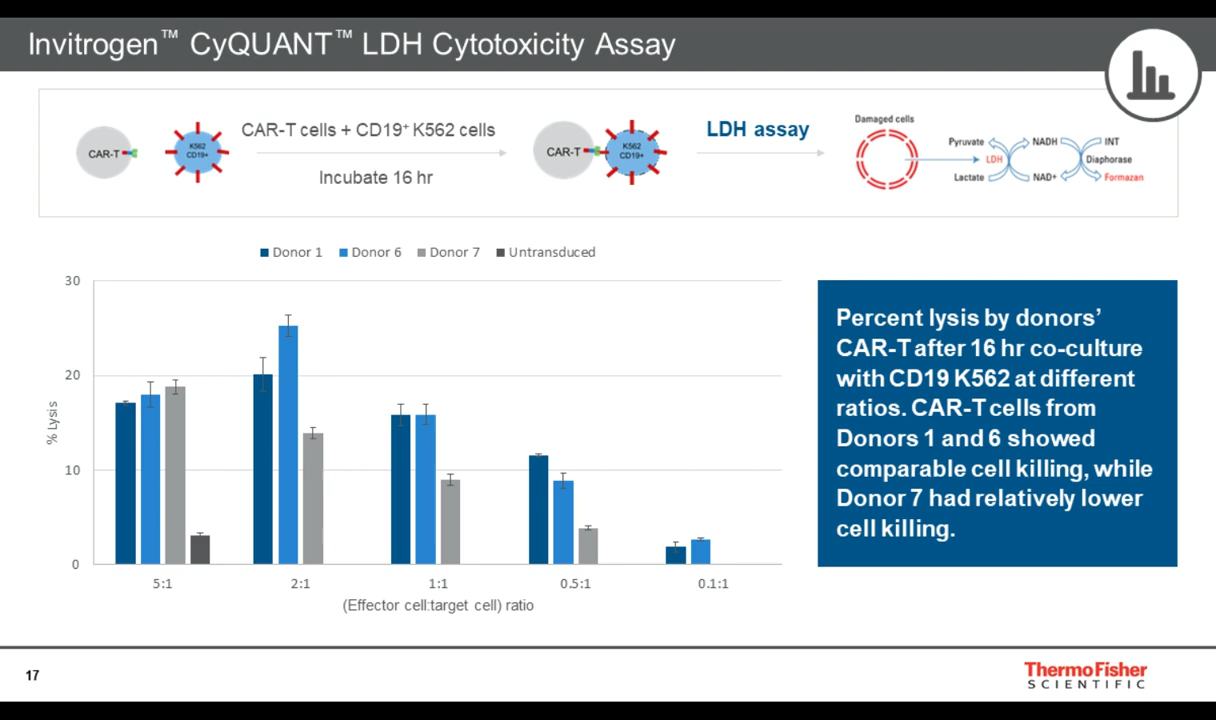 Invitrogen™ CyQUANT™ LDH Cytotoxicity Assay
CAR-T
K562
CD19+
CAR-T cells + CD19⁺ K562 cells
Incubate 16 hr
CAR-T
K562
CD19+
LDH assay
Damaged cells
Pyruvate
NADH
INT
LDH
Diaphorase
Lactate
NAD+
Formazan
Donor 1
Donor 6
Donor 7
Untransduced
30
20
10
0
% Lysis
5:1
2:1
1:1
0.5:1
0.1:1
(Effector cell:target cell) ratio
Percent lysis by donors’
CAR-T after 16 hr co-culture
with CD19 K562 at different
ratios. CAR-T cells from
Donors 1 and 6 showed
comparable cell killing, while
Donor 7 had relatively lower
cell killing.
17
ThermoFisher
SCIENTIFIC